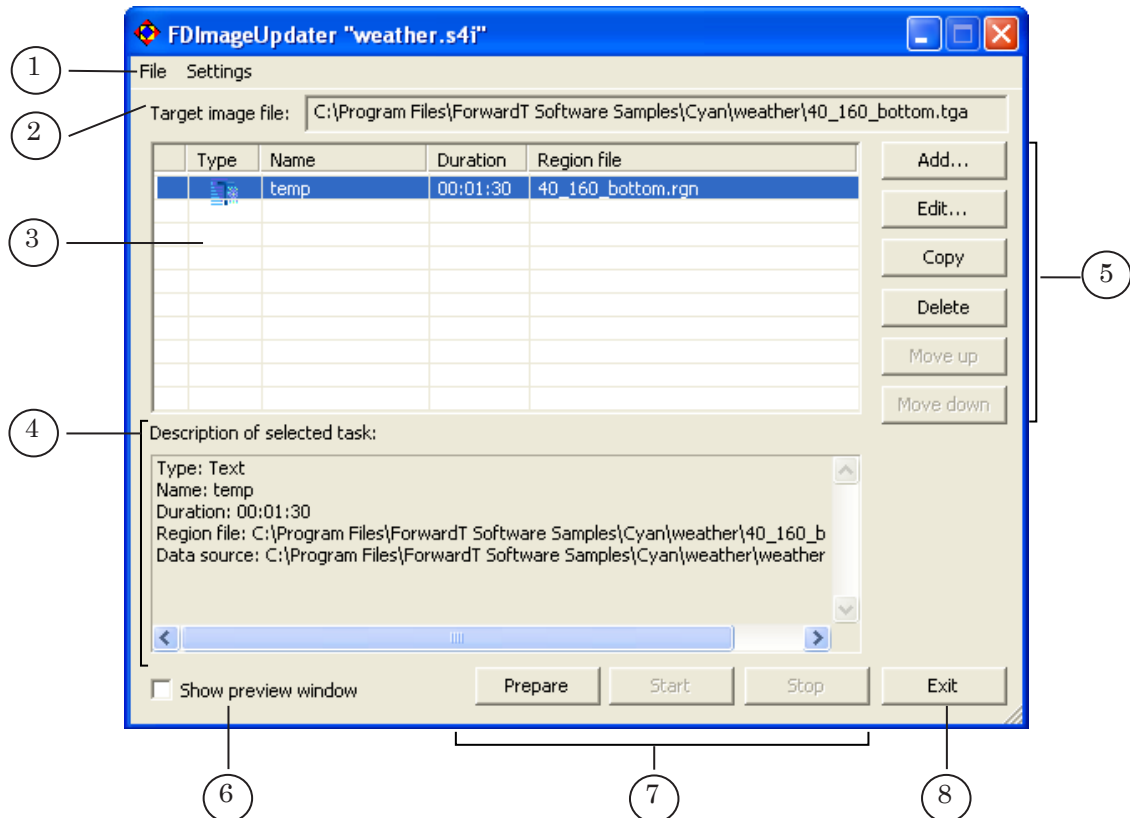 FDImageUpdater "weather.s4i"
1
File Settings
2
Target image file: C:\Program Files\ForwardT Software Samples\Cyan\weather\40_160_bottom.tga
Type Name Duration Region file
temp 00:01:30 40_160_bottom.rgn
3
Add...
Edit...
Copy
Delete
Move up
Move down
5
4
Description of selected task:
Type: Text
Name: temp
Duration: 00:01:30
Region file: C:\Program Files\ForwardT Software Samples\Cyan\weather\40_160_b
Data source: C:\Program Files\ForwardT Software Samples\Cyan\weather\weather
Show preview window
Prepare Start Stop Exit
6 7 8